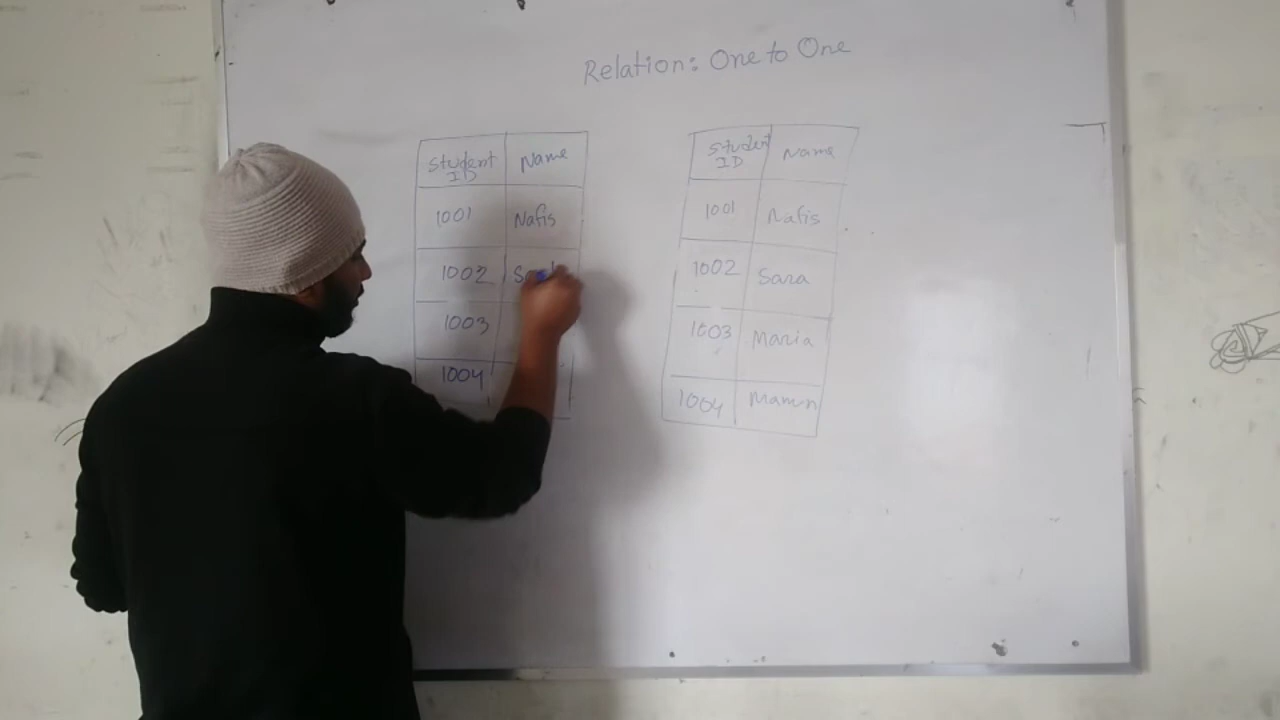 Relation: One to One
Student ID Name
1001 Nafis
1002
1003
1004
Student ID Name
1001 Nafis
1002 Sara
1003 Maria
1004 Mamun